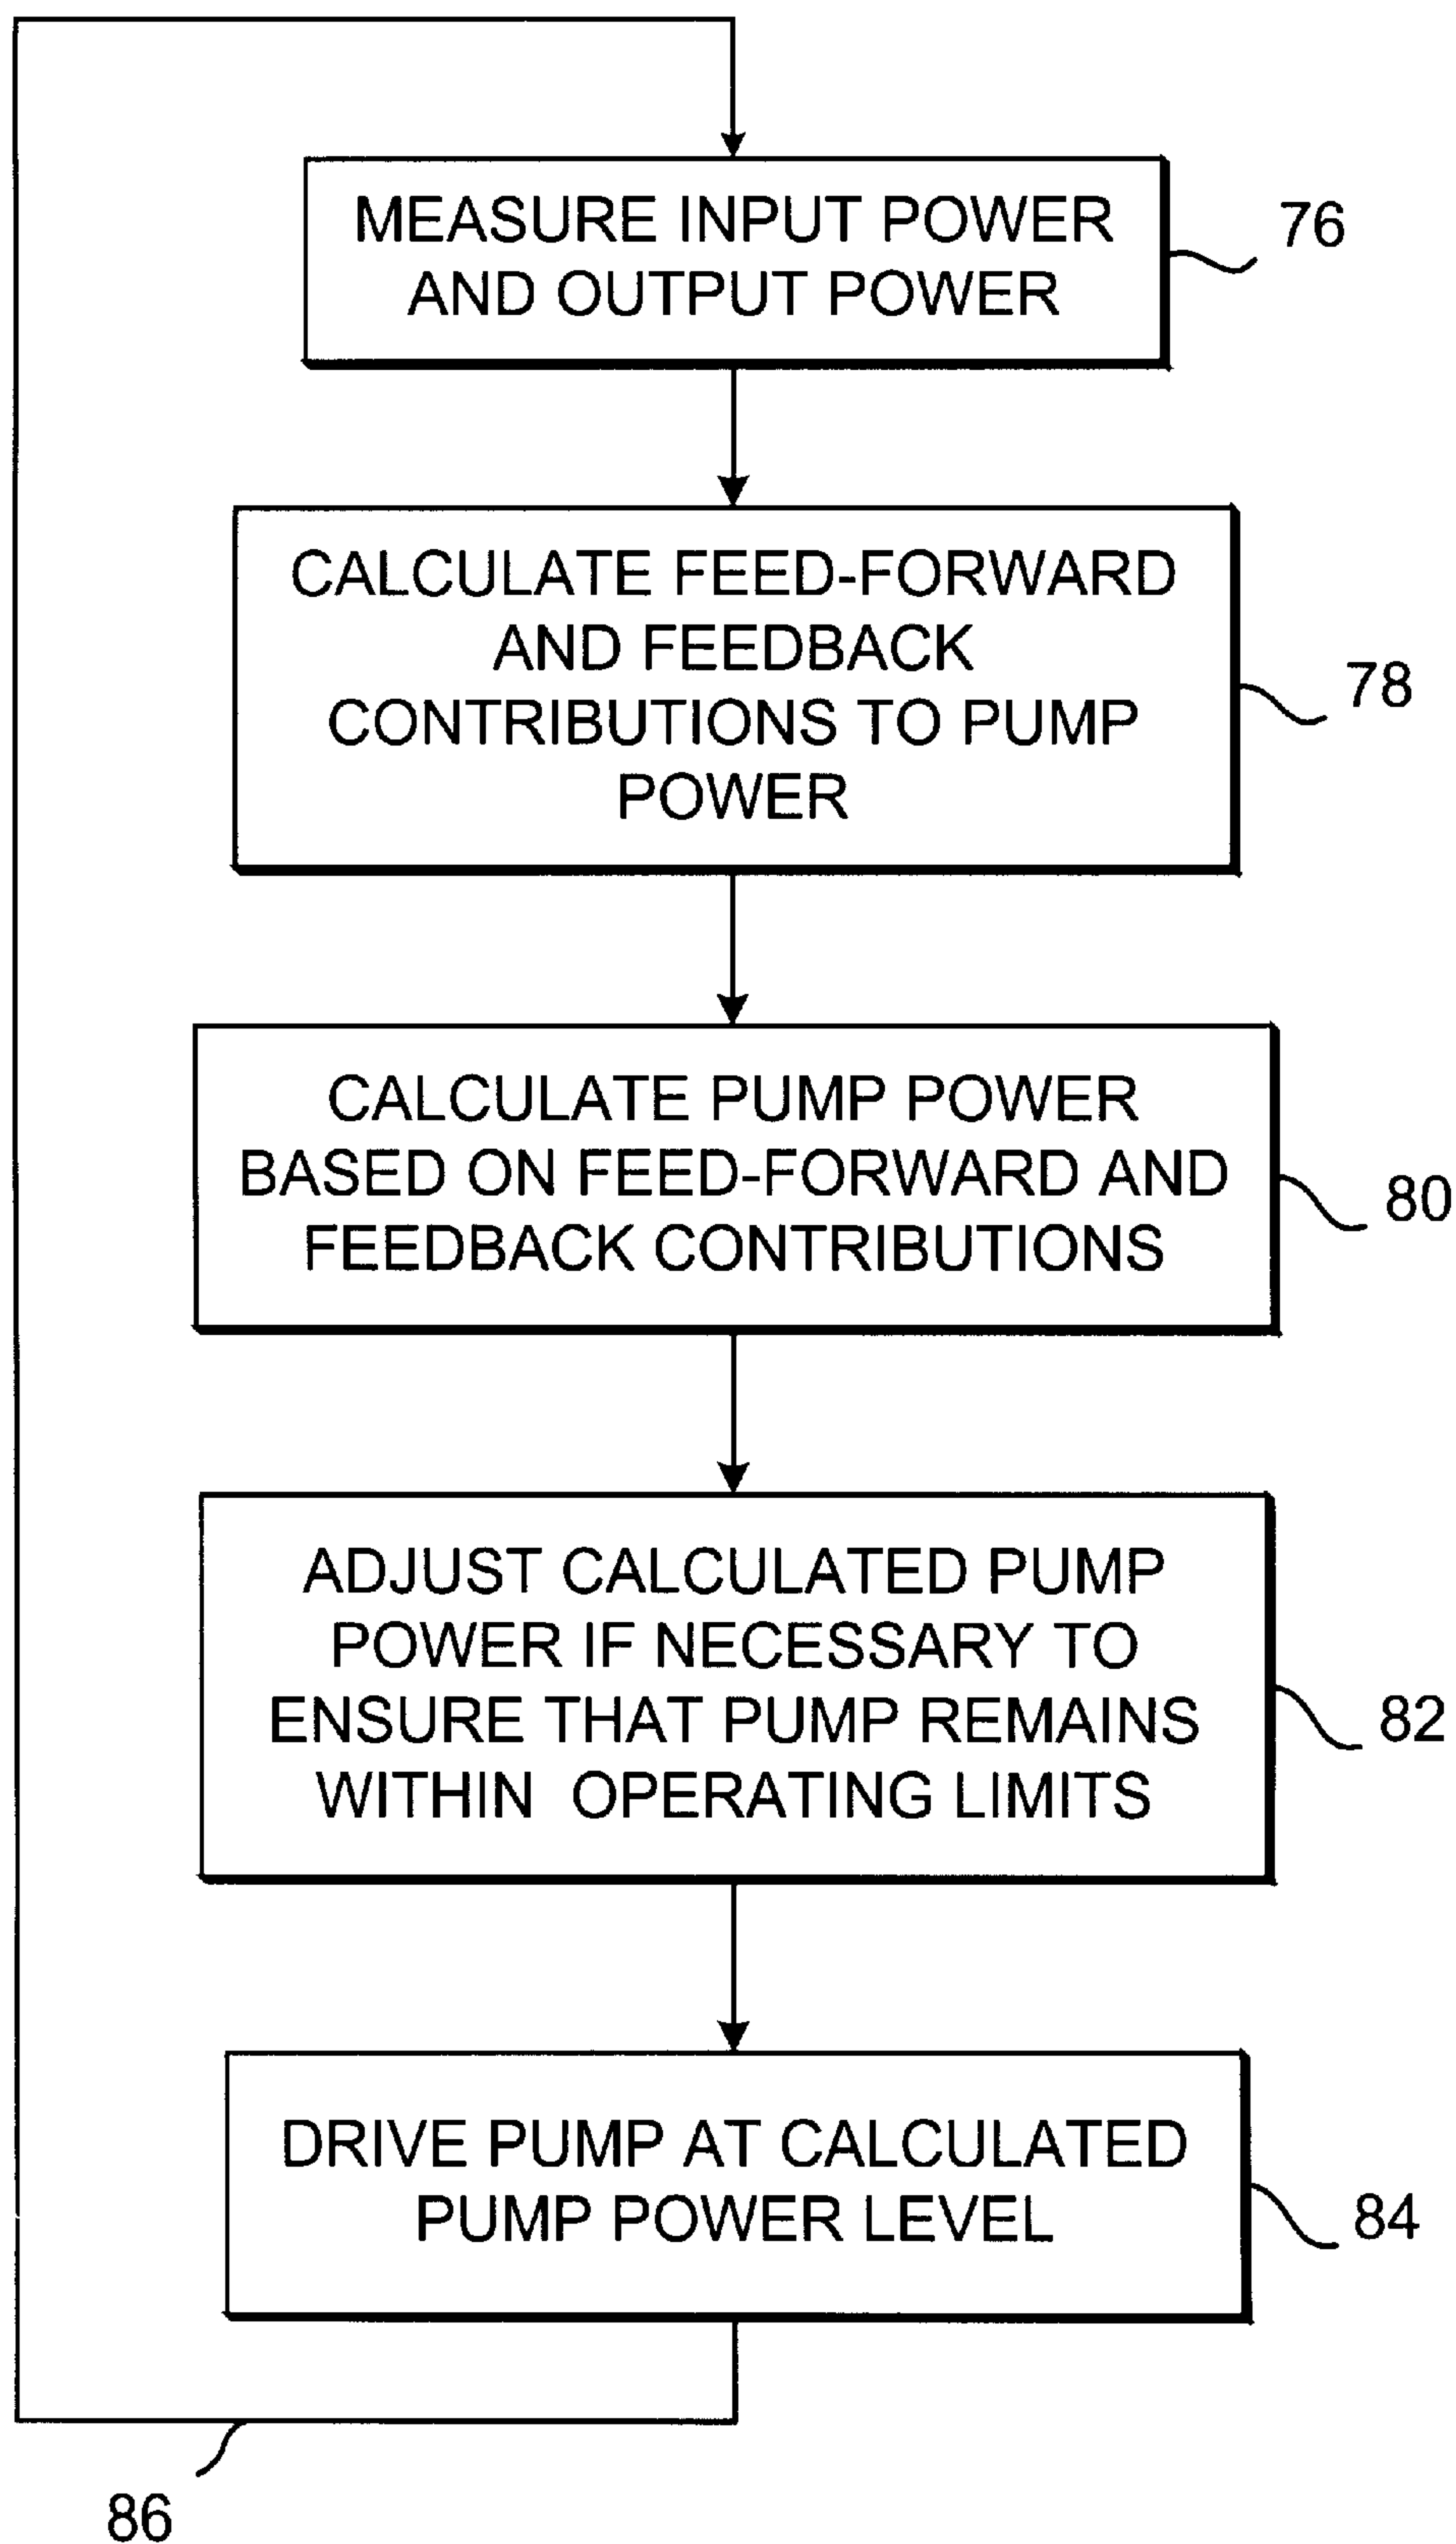 MEASURE INPUT POWER
AND OUTPUT POWER
76
CALCULATE FEED-FORWARD
AND FEEDBACK
CONTRIBUTIONS TO PUMP
POWER
78
CALCULATE PUMP POWER
BASED ON FEED-FORWARD AND
FEEDBACK CONTRIBUTIONS
80
ADJUST CALCULATED PUMP
POWER IF NECESSARY TO
ENSURE THAT PUMP REMAINS
WITHIN OPERATING LIMITS
82
DRIVE PUMP AT CALCULATED
PUMP POWER LEVEL
84
86